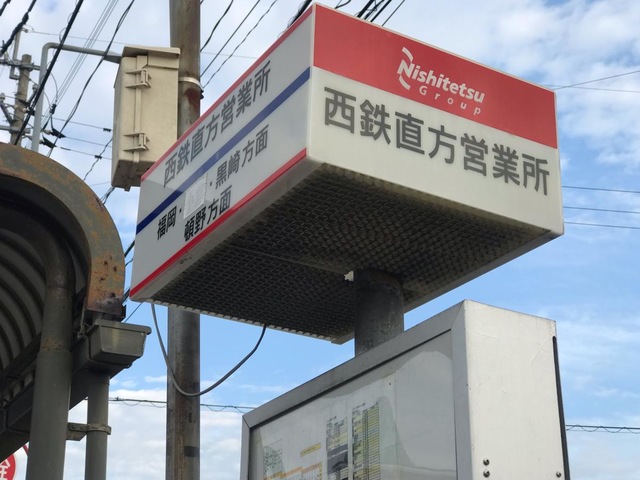 西鉄直方営業所
福岡・
・黒崎方面
頓野方面
Nishitetsu
Group
西鉄直方営業所